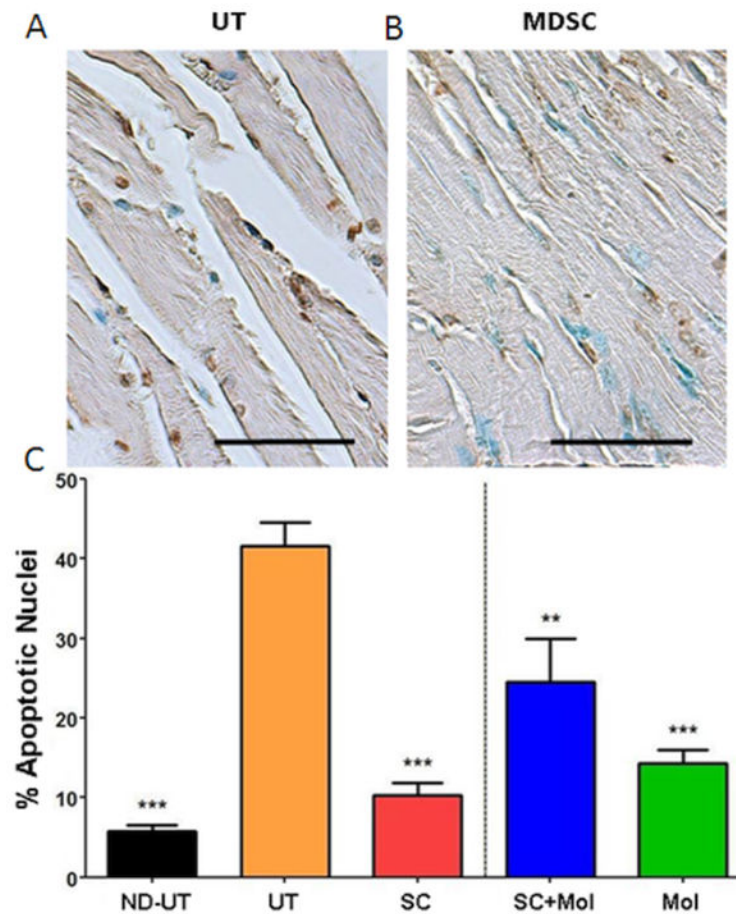 A UT B MDSC
C
% Apoptotic Nuclei
50
40
30
20
10
0
***
***
**
***
ND-UT UT SC SC+Mol Mol